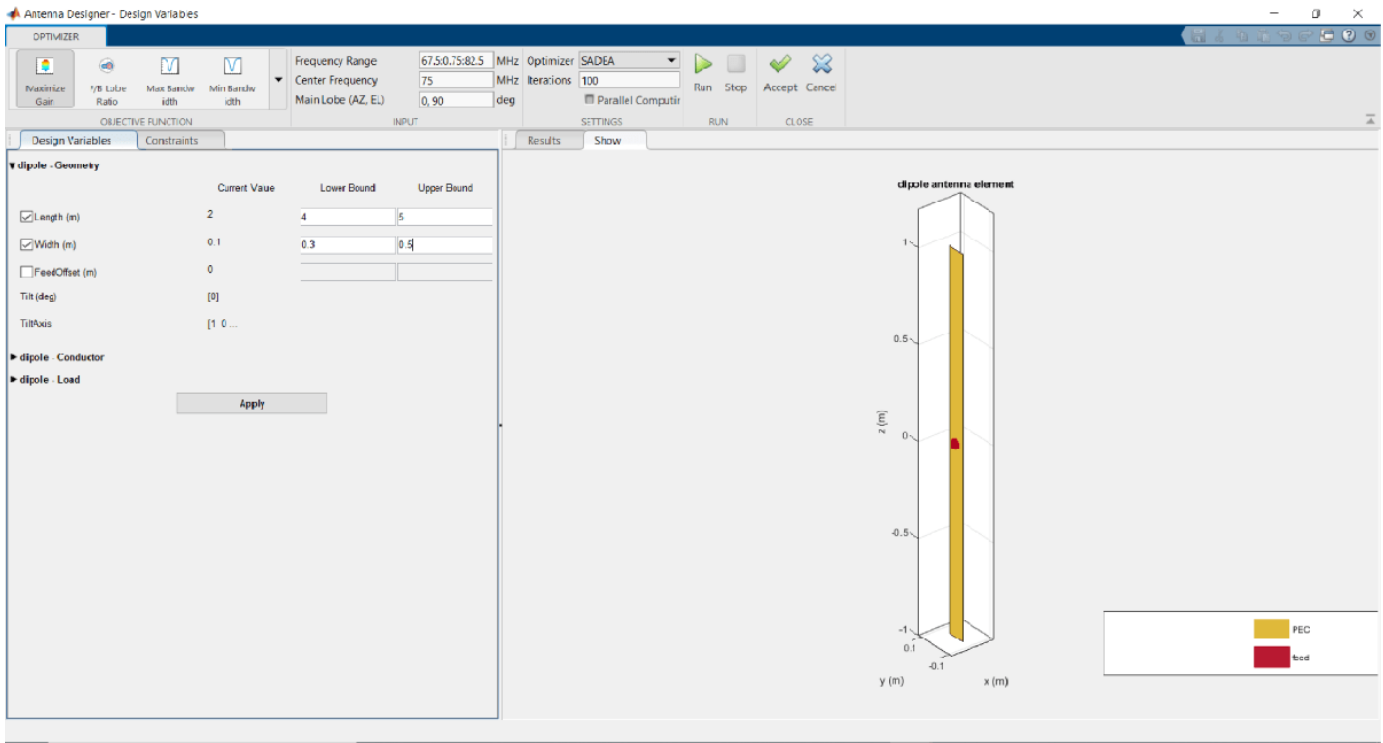 Antenna Designer - Design Variables
OPTIMIZER
Maximize Gain
F/B Lobe Ratio
Max Bandwidth
Min Bandwidth
OBJECTIVE FUNCTION
Frequency Range 67.5:0.75:82.5 MHz
Center Frequency 75 MHz
Main Lobe (AZ, EL) 0, 90 deg
INPUT
Optimizer SADEA
Iterations 100
Parallel Computin
SETTINGS
Run Stop
RUN
Accept Cancel
CLOSE
Design Variables Constraints
Results Show
dipole - Geometry
Current Value Lower Bound Upper Bound
Length (m) 2 4 5
Width (m) 0.1 0.3 0.5
FeedOffset (m) 0
Tilt (deg) [0]
TiltAxis [1 0 ...
dipole - Conductor
dipole - Load
Apply
dipole antenna element
1
0.5
0
-0.5
-1
z (m)
0.1
-0.1
y (m) x (m)
PEC
feed